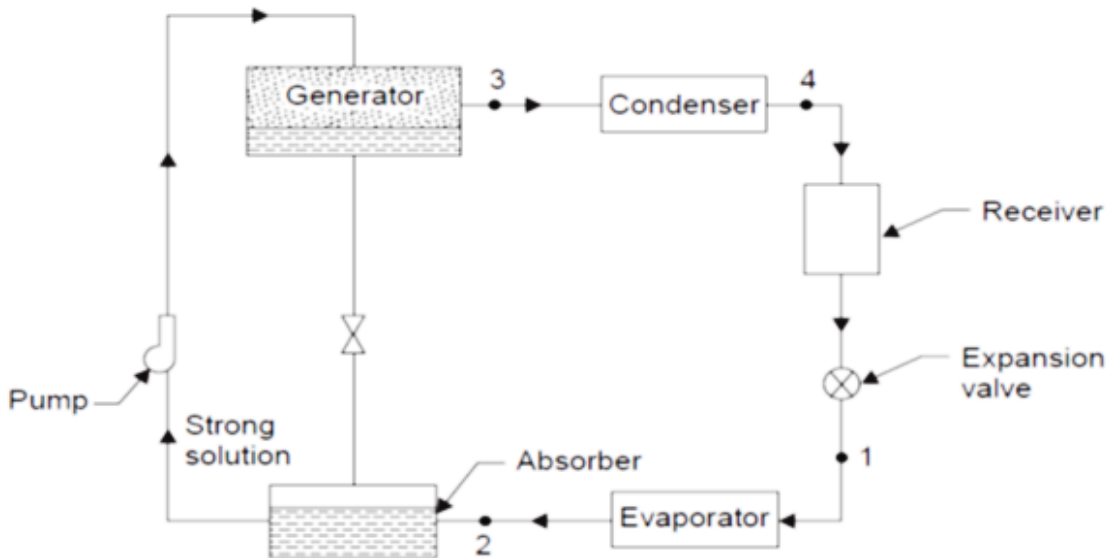 Generator
3
Condenser
4
Receiver
Expansion
valve
Pump
Strong
solution
Absorber
1
Evaporator
2